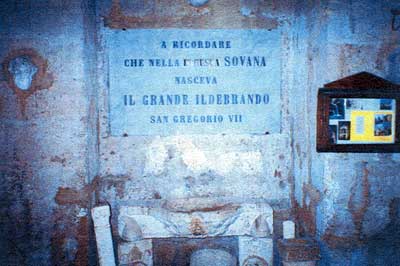 A RICORDARE
CHE NELLA SOVANA
NASCEVA
IL GRANDE ILDEBRANDO
SAN GREGORIO VII